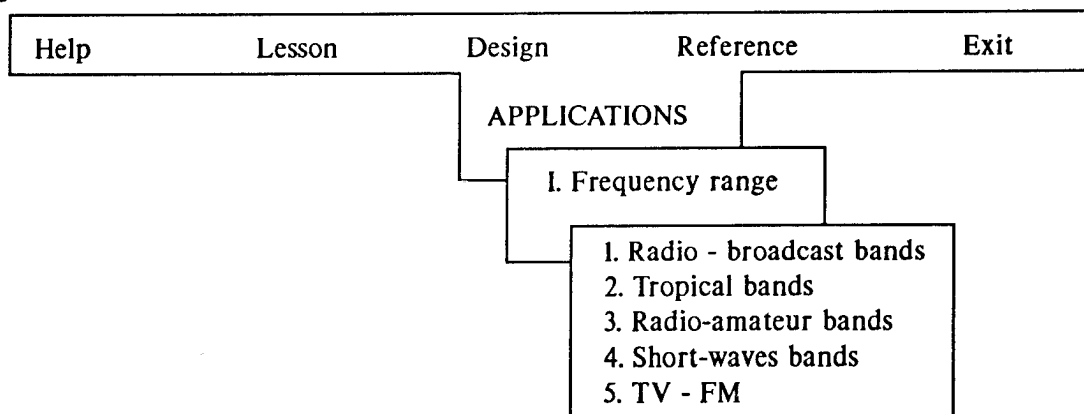 Help Lesson Design Reference Exit
APPLICATIONS
1. Frequency range
1. Radio - broadcast bands
2. Tropical bands
3. Radio-amateur bands
4. Short-waves bands
5. TV - FM